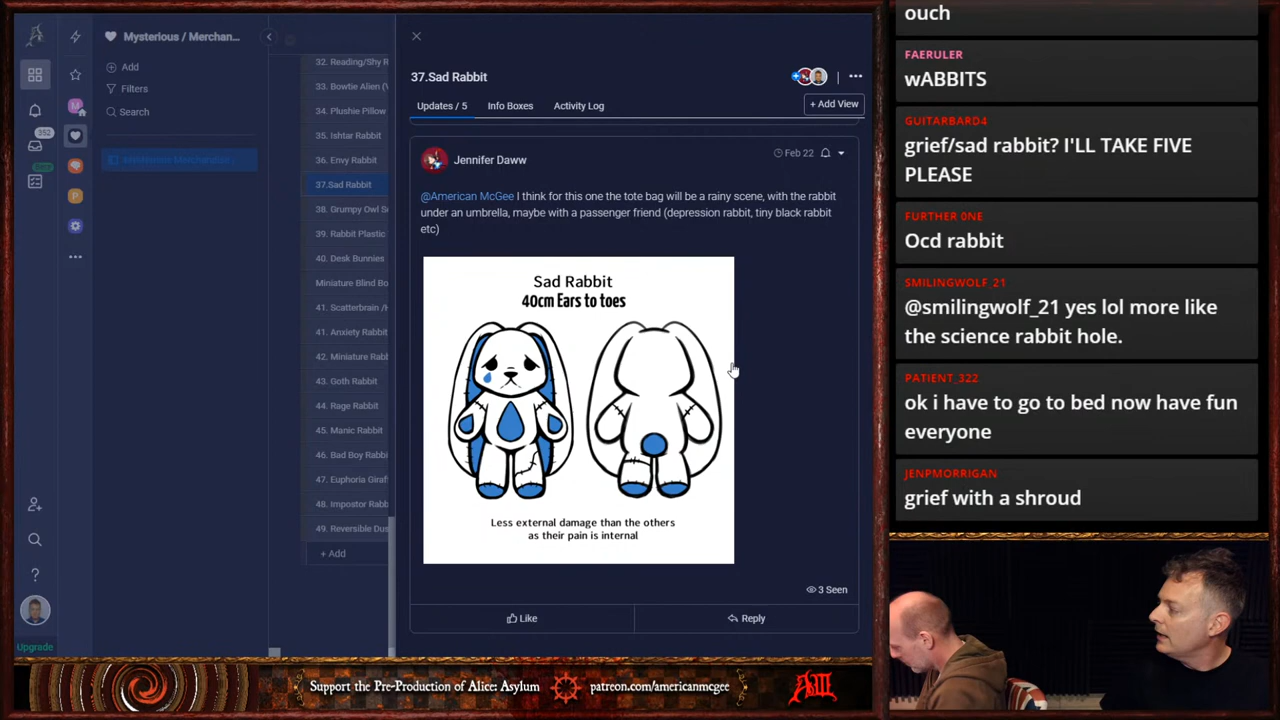 Mysterious / Merchan...
Add
Filters
Search
Mysterious Merchandise
352
M
P
Upgrade
32. Reading/Shy R
33. Bowtie Alien (V
34. Plushie Pillow
35. Ishtar Rabbit
36. Envy Rabbit
37.Sad Rabbit
38. Grumpy Owl S
39. Rabbit Plastic
40. Desk Bunnies
Miniature Blind Bo
41. Scatterbrain /H
41. Anxiety Rabbit
42. Miniature Rabb
43. Goth Rabbit
44. Rage Rabbit
45. Manic Rabbit
46. Bad Boy Rabbi
47. Euphoria Giraf
48. Impostor Rabb
49. Reversible Dus
+ Add
37.Sad Rabbit
Updates / 5
Info Boxes
Activity Log
+ Add View
Jennifer Daww
Feb 22
@American McGee I think for this one the tote bag will be a rainy scene, with the rabbit
under an umbrella, maybe with a passenger friend (depression rabbit, tiny black rabbit
etc)
Sad Rabbit
40cm Ears to toes
Less external damage than the others
as their pain is internal
3 Seen
Like
Reply
ouch
FAERULER
wABBITS
GUITARBARD4
grief/sad rabbit? I'LL TAKE FIVE
PLEASE
FURTHER 0NE
Ocd rabbit
SMILINGWOLF_21
@smilingwolf_21 yes lol more like
the science rabbit hole.
PATIENT_322
ok i have to go to bed now have fun
everyone
JENPMORRIGAN
grief with a shroud
Support the Pre-Production of Alice: Asylum
patreon.com/americanmcgee